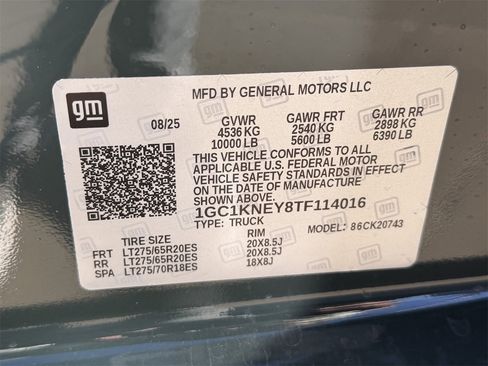 gm
MFD BY GENERAL MOTORS LLC
08/25 GVWR GAWR FRT GAWR RR
4536 KG 2540 KG 2898 KG
10000 LB 5600 LB 6390 LB
THIS VEHICLE CONFORMS TO ALL
APPLICABLE U.S. FEDERAL MOTOR
VEHICLE SAFETY STANDARDS IN EFFECT
ON THE DATE OF MANUFACTURE
1GC1KNEY8TF114016
TYPE: TRUCK MODEL: 86CK20743
TIRE SIZE RIM
FRT LT275/65R20ES 20X8.5J
RR LT275/65R20ES 20X8.5J
SPA LT275/70R18ES 18X8J